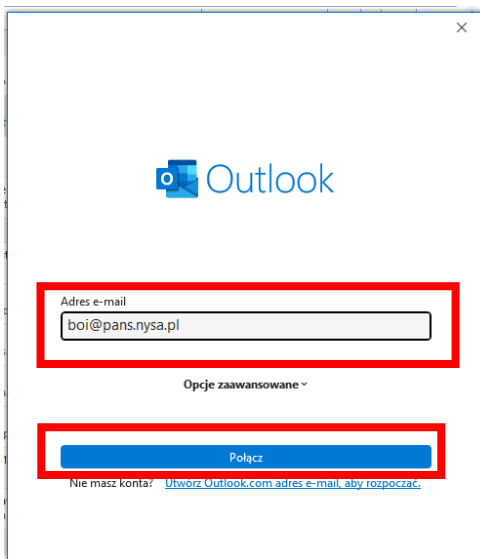 Outlook
Adres e-mail
boi@pans.nysa.pl
Opcje zaawansowane
Połącz
Nie masz konta? Utwórz Outlook.com adres e-mail, aby rozpocząć.